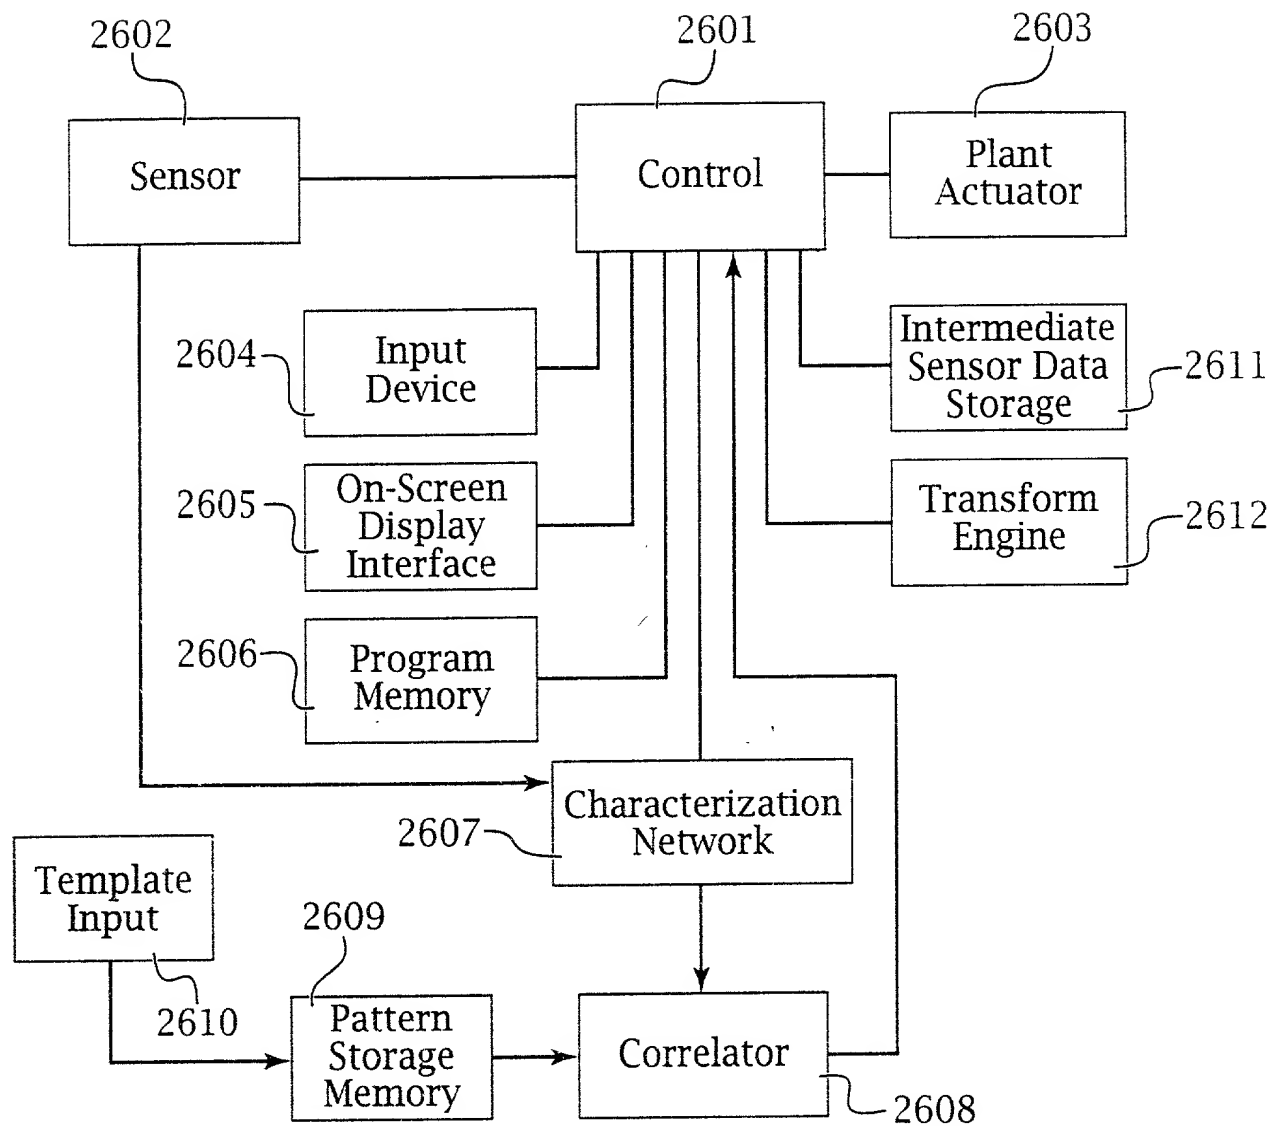 2602
2601
2603
Sensor
Control
Plant
Actuator
2604
Input
Device
Intermediate
Sensor Data
Storage
2611
2605
On-Screen
Display
Interface
Transform
Engine
2612
2606
Program
Memory
2607
Characterization
Network
Template
Input
2610
2609
Pattern
Storage
Memory
Correlator
2608